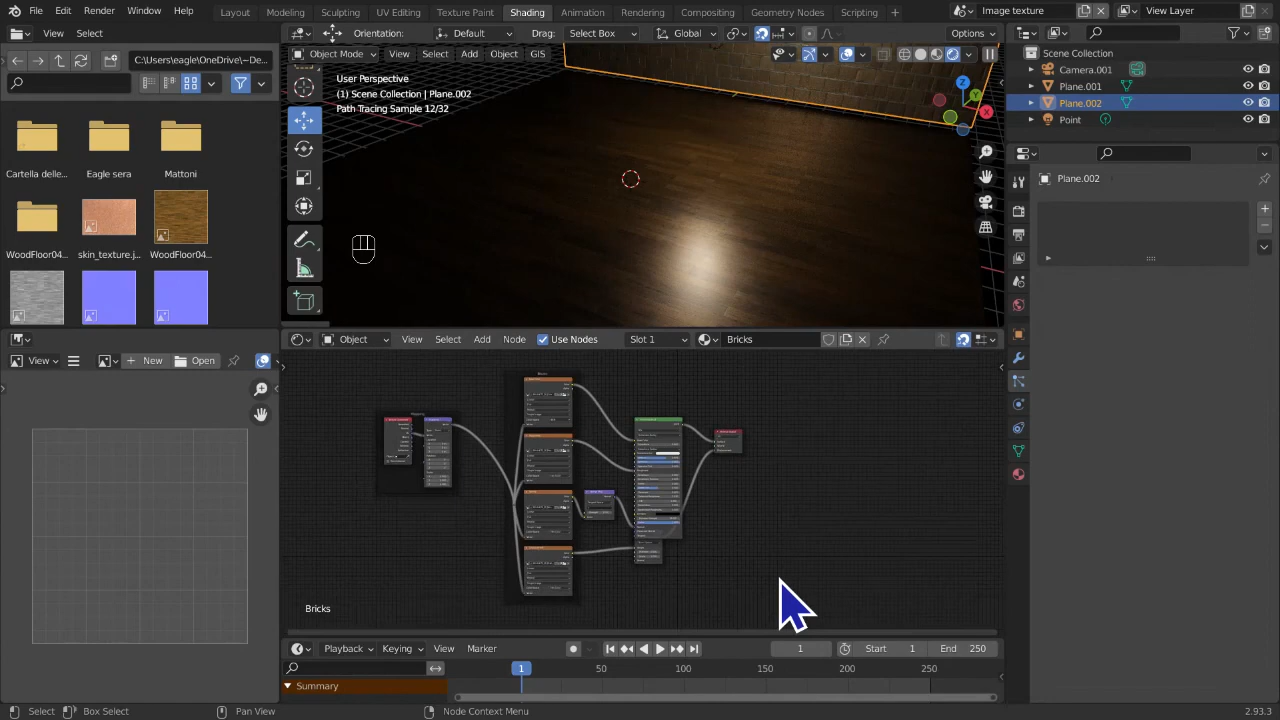 File Edit Render Window Help Layout Modeling Sculpting UV Editing Texture Paint Shading Animation Rendering Compositing Geometry Nodes Scripting + Image texture View Layer
View Select Orientation: Default Drag: Select Box Global Options
C:\Users\eagle\OneDrive\~De...
Object Mode View Select Add Object GIS
User Perspective
(1) Scene Collection | Plane.002
Path Tracing Sample 12/32
Z
Y
X
Scene Collection
Camera.001
Plane.001
Plane.002
Point
Plane.002
Cartella delle... Eagle sera Mattoni
WoodFloor04... skin_texture.j... WoodFloor04...
View New Open
Object View Select Add Node Use Nodes Slot 1 Bricks
Bricks
Playback Keying View Marker 1 Start 1 End 250
1 50 100 150 200 250
Summary
Select Box Select Pan View Node Context Menu 2.93.3